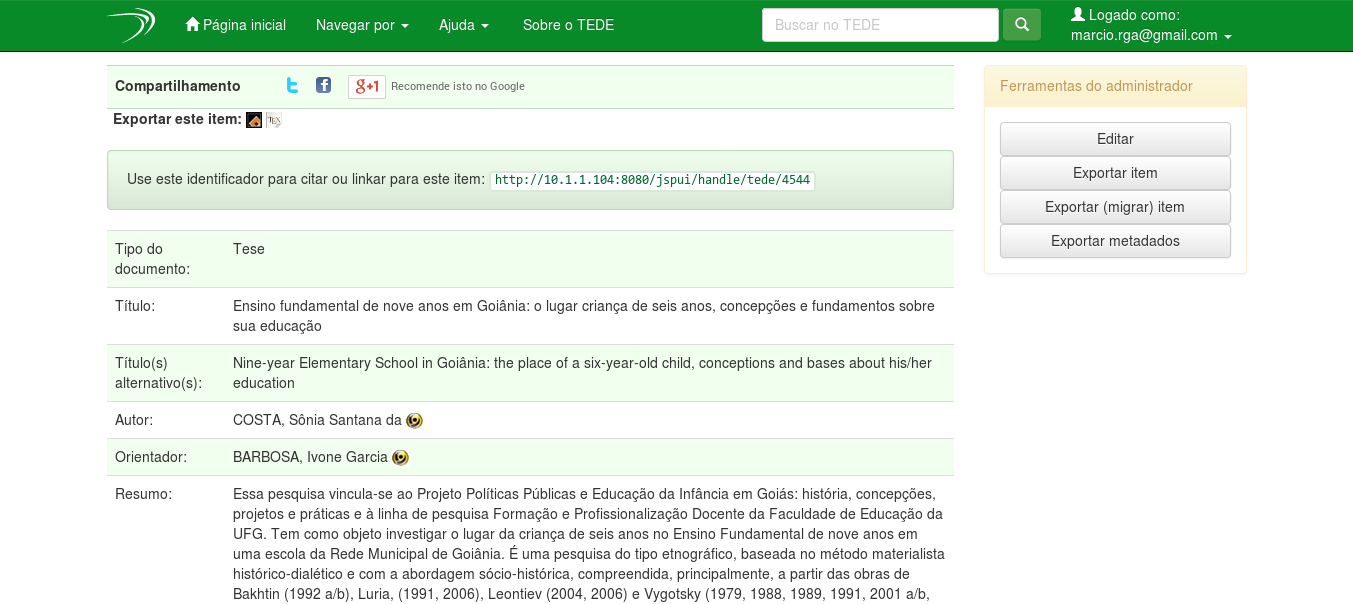 Página inicial Navegar por Ajuda Sobre o TEDE Buscar no TEDE Logado como:
marcio.rga@gmail.com
Compartilhamento g+1 Recomende isto no Google
Exportar este item: TEX
Use este identificador para citar ou linkar para este item: http://10.1.1.104:8080/jspui/handle/tede/4544
Tipo do documento: Tese
Título: Ensino fundamental de nove anos em Goiânia: o lugar criança de seis anos, concepções e fundamentos sobre
sua educação
Título(s) alternativo(s): Nine-year Elementary School in Goiânia: the place of a six-year-old child, conceptions and bases about his/her
education
Autor: COSTA, Sônia Santana da
Orientador: BARBOSA, Ivone Garcia
Resumo: Essa pesquisa vincula-se ao Projeto Políticas Públicas e Educação da Infância em Goiás: história, concepções,
projetos e práticas e à linha de pesquisa Formação e Profissionalização Docente da Faculdade de Educação da
UFG. Tem como objeto investigar o lugar da criança de seis anos no Ensino Fundamental de nove anos em
uma escola da Rede Municipal de Goiânia. É uma pesquisa do tipo etnográfico, baseada no método materialista
histórico-dialético e com a abordagem sócio-histórica, compreendida, principalmente, a partir das obras de
Bakhtin (1992 a/b), Luria, (1991, 2006), Leontiev (2004, 2006) e Vygotsky (1979, 1988, 1989, 1991, 2001 a/b,
Ferramentas do administrador
Editar
Exportar item
Exportar (migrar) item
Exportar metadados